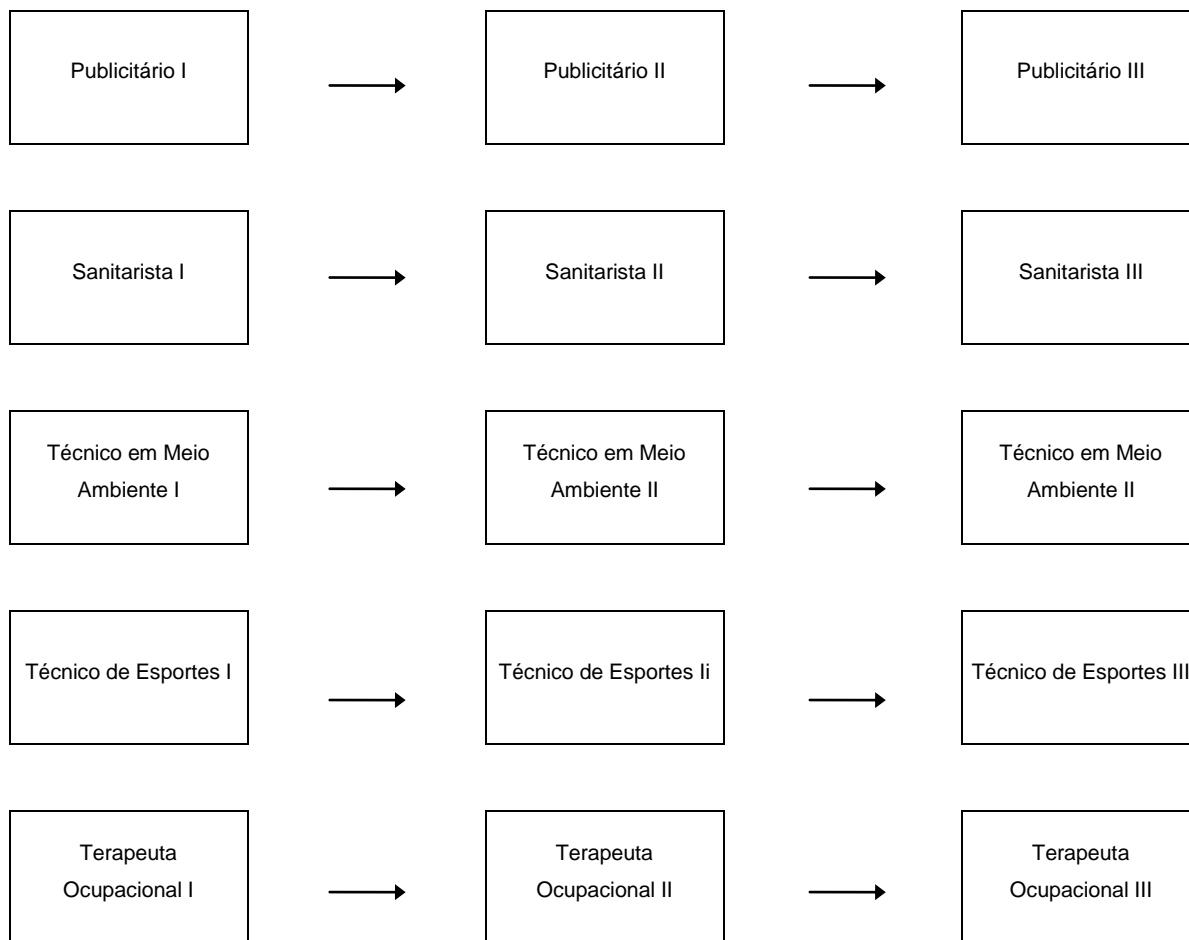 Publicitário I
Publicitário II
Publicitário III
Sanitarista I
Sanitarista II
Sanitarista III
Técnico em Meio
Ambiente I
Técnico em Meio
Ambiente II
Técnico em Meio
Ambiente II
Técnico de Esportes I
Técnico de Esportes Ii
Técnico de Esportes III
Terapeuta
Ocupacional I
Terapeuta
Ocupacional II
Terapeuta
Ocupacional III